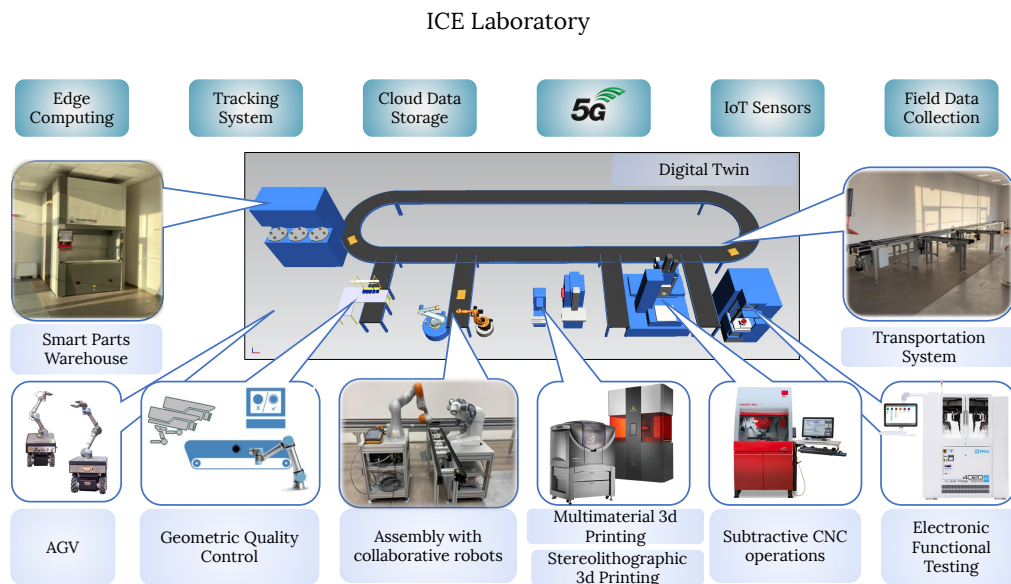 ICE Laboratory
Edge
Computing
Tracking
System
Cloud Data
Storage
5G
IoT Sensors
Field Data
Collection
Digital Twin
Smart Parts
Warehouse
Transportation
System
X / ✓
4080
AGV
Geometric Quality
Control
Assembly with
collaborative robots
Multimaterial 3d
Printing
Stereolithographic
3d Printing
Subtractive CNC
operations
Electronic
Functional
Testing